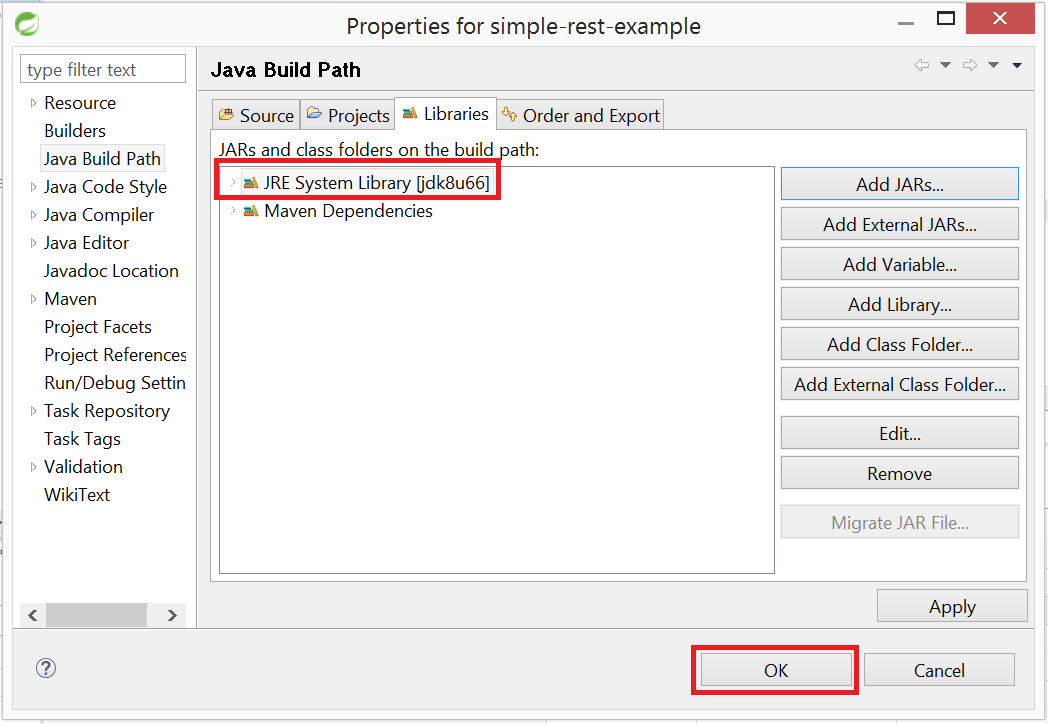 Properties for simple-rest-example
type filter text
Resource
Builders
Java Build Path
Java Code Style
Java Compiler
Java Editor
Javadoc Location
Maven
Project Facets
Project References
Run/Debug Settin
Task Repository
Task Tags
Validation
WikiText
Java Build Path
Source
Projects
Libraries
Order and Export
JARs and class folders on the build path:
JRE System Library [jdk8u66]
Maven Dependencies
Add JARs...
Add External JARs...
Add Variable...
Add Library...
Add Class Folder...
Add External Class Folder...
Edit...
Remove
Migrate JAR File...
Apply
?
OK
Cancel